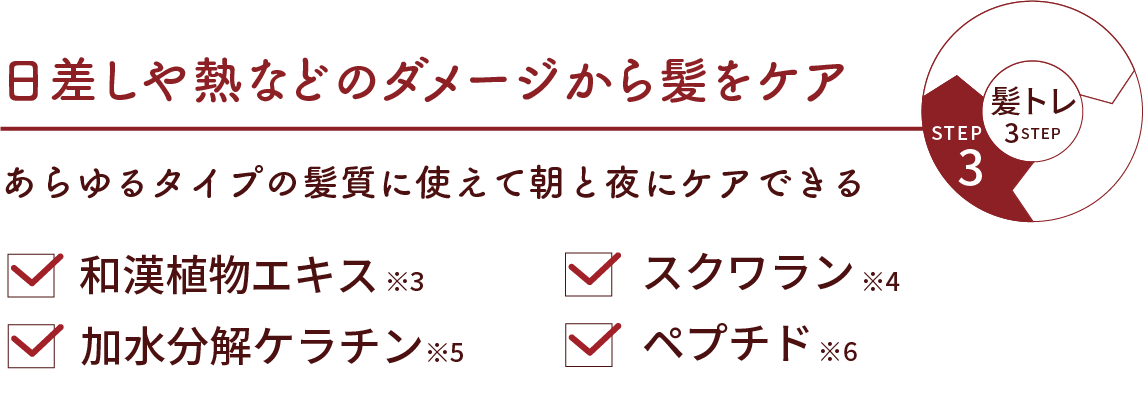 日差しや熱などのダメージから髪をケア
髪トレ
3STEP
STEP
3
あらゆるタイプの髪質に使えて朝と夜にケアできる
和漢植物エキス※3
スクワラン※4
加水分解ケラチン※5
ペプチド※6